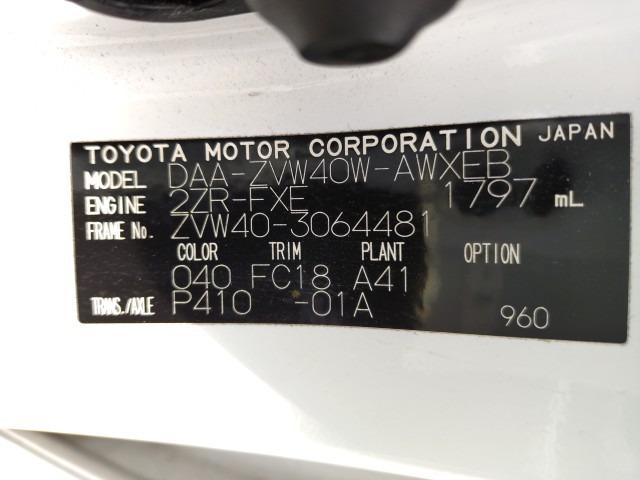 TOYOTA MOTOR CORPORATION JAPAN
MODEL DAA-ZVW40W-AWXEB
ENGINE 2ZR-FXE 1797 mL
FRAME No. ZVW40-3064481
COLOR TRIM PLANT OPTION
040 FC18 A41
TRANS./AXLE P410 -01A
960